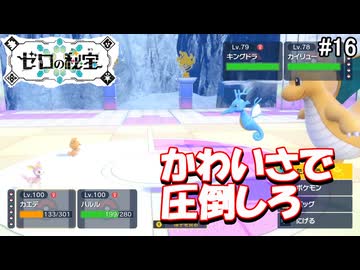 ゼロの秘宝
#16
Lv.79
キングドラ
Lv.78
カイリュー
かわいさで
圧倒しろ
Lv.100
カエデ
133/301
Lv.100
ハルル
199/280
ポケモン
バッグ
にげる